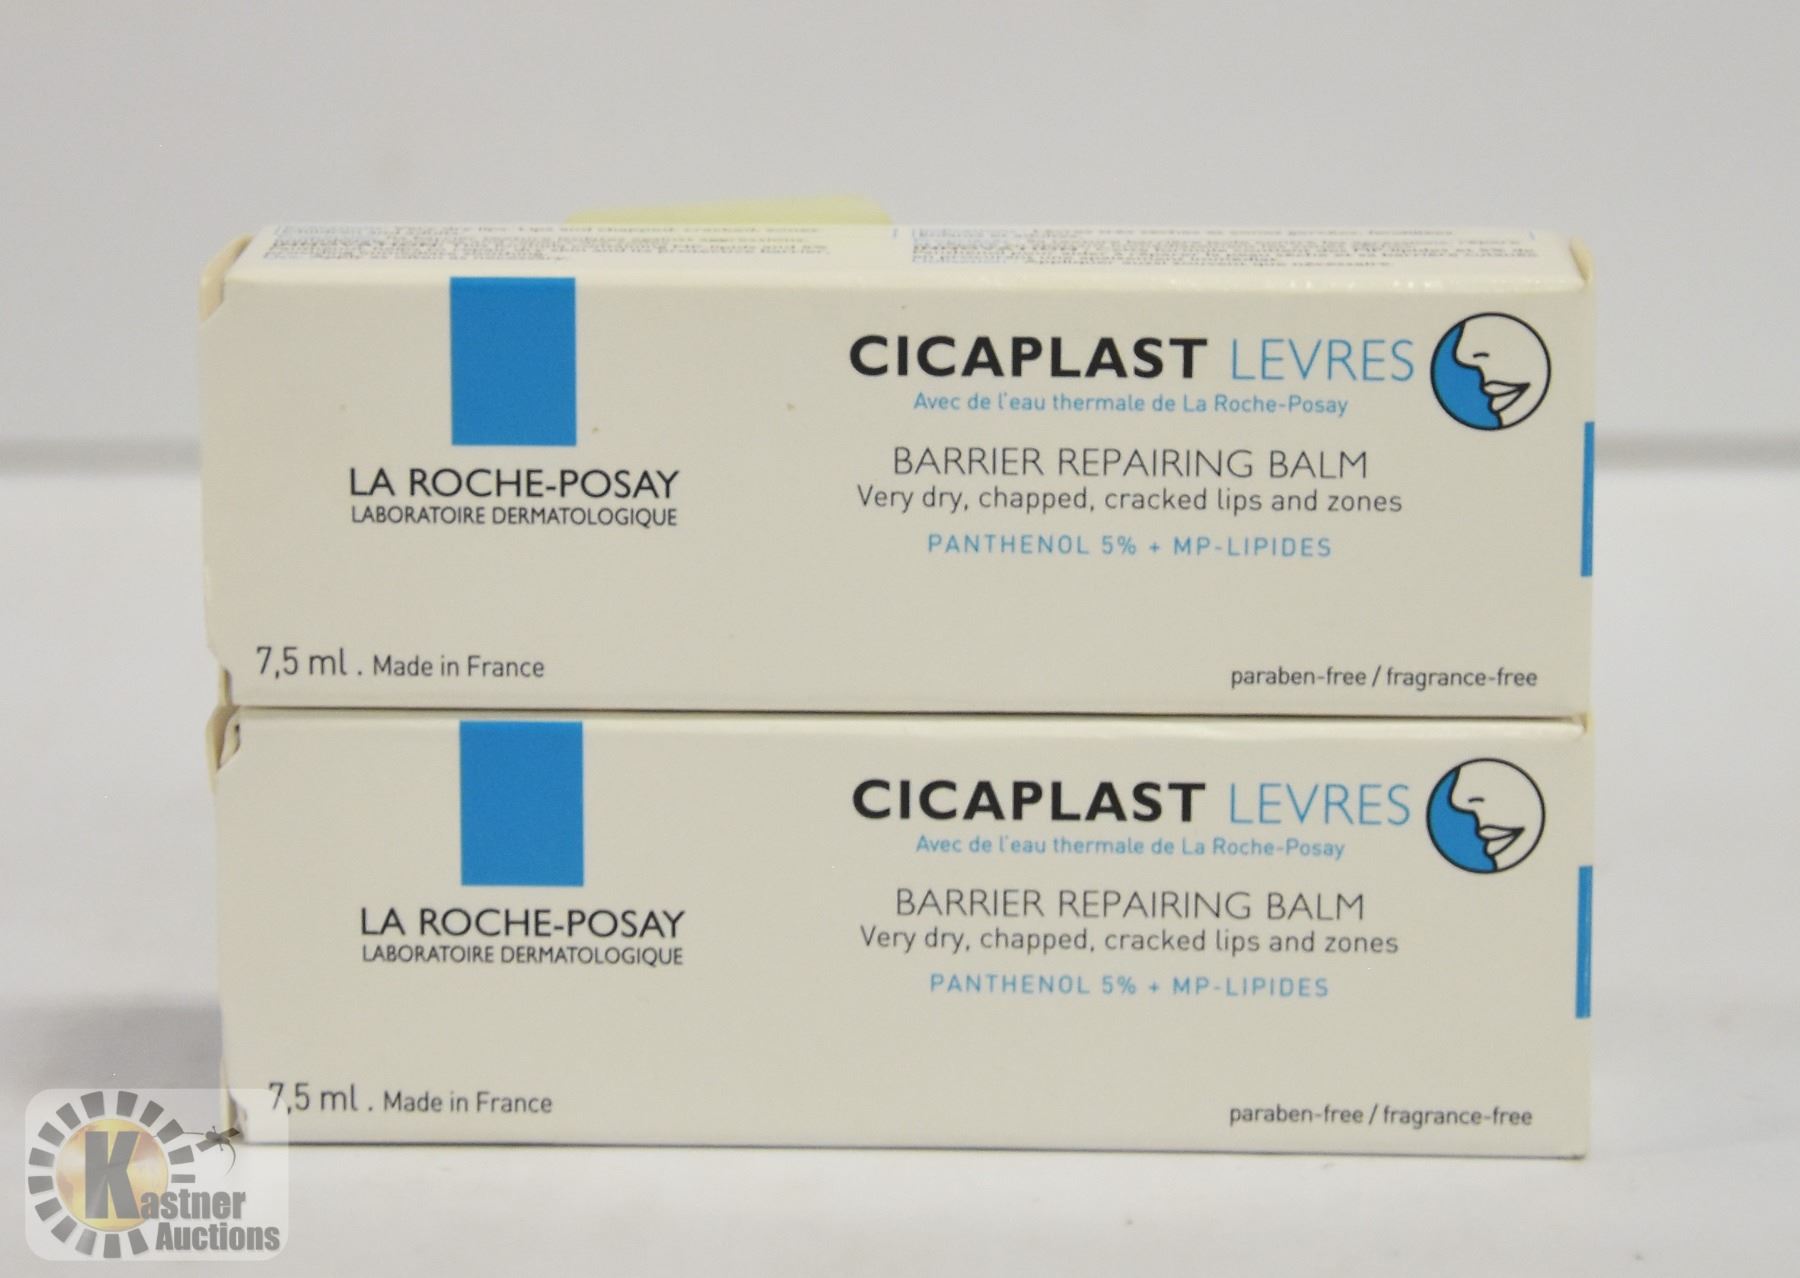 LA ROCHE-POSAY
LABORATOIRE DERMATOLOGIQUE
7,5 ml . Made in France
CICAPLAST LEVRES
Avec de l'eau thermale de La Roche-Posay
BARRIER REPAIRING BALM
Very dry, chapped, cracked lips and zones
PANTHENOL 5% + MP-LIPIDES
paraben-free / fragrance-free
LA ROCHE-POSAY
LABORATOIRE DERMATOLOGIQUE
7,5 ml . Made in France
CICAPLAST LEVRES
Avec de l'eau thermale de La Roche-Posay
BARRIER REPAIRING BALM
Very dry, chapped, cracked lips and zones
PANTHENOL 5% + MP-LIPIDES
paraben-free / fragrance-free
Kastner
Auctions